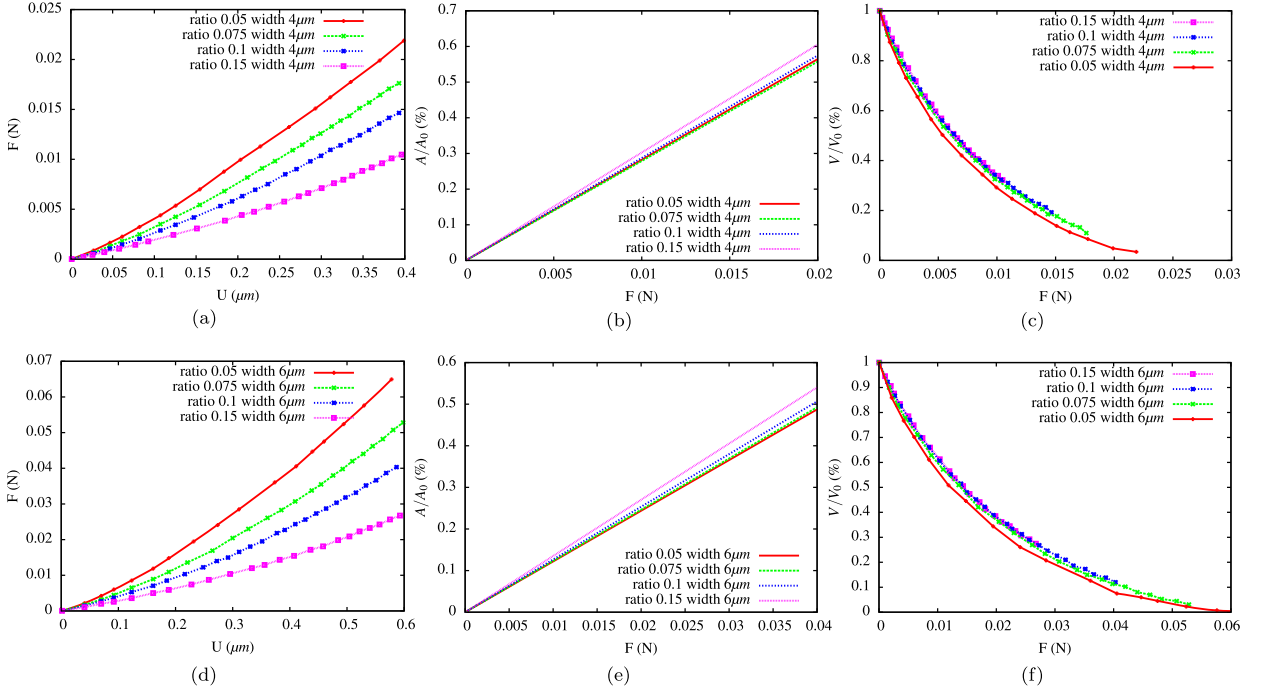 0.025
0.02
0.015
0.01
0.005
0
F (N)
ratio 0.05 width 4μm
ratio 0.075 width 4μm
ratio 0.1 width 4μm
ratio 0.15 width 4μm
0 0.05 0.1 0.15 0.2 0.25 0.3 0.35 0.4
U (μm)
(a)
0.7
0.6
0.5
0.4
0.3
0.2
0.1
0
A/A0 (%)
ratio 0.05 width 4μm
ratio 0.075 width 4μm
ratio 0.1 width 4μm
ratio 0.15 width 4μm
0 0.005 0.01 0.015 0.02
F (N)
(b)
1
0.8
0.6
0.4
0.2
0
V/V0 (%)
ratio 0.15 width 4μm
ratio 0.1 width 4μm
ratio 0.075 width 4μm
ratio 0.05 width 4μm
0 0.005 0.01 0.015 0.02 0.025 0.03
F (N)
(c)
0.07
0.06
0.05
0.04
0.03
0.02
0.01
0
F (N)
ratio 0.05 width 6μm
ratio 0.075 width 6μm
ratio 0.1 width 6μm
ratio 0.15 width 6μm
0 0.1 0.2 0.3 0.4 0.5 0.6
U (μm)
(d)
0.6
0.5
0.4
0.3
0.2
0.1
0
A/A0 (%)
ratio 0.05 width 6μm
ratio 0.075 width 6μm
ratio 0.1 width 6μm
ratio 0.15 width 6μm
0 0.005 0.01 0.015 0.02 0.025 0.03 0.035 0.04
F (N)
(e)
1
0.9
0.8
0.7
0.6
0.5
0.4
0.3
0.2
0.1
0
V/V0 (%)
ratio 0.15 width 6μm
ratio 0.1 width 6μm
ratio 0.075 width 6μm
ratio 0.05 width 6μm
0 0.01 0.02 0.03 0.04 0.05 0.06
F (N)
(f)